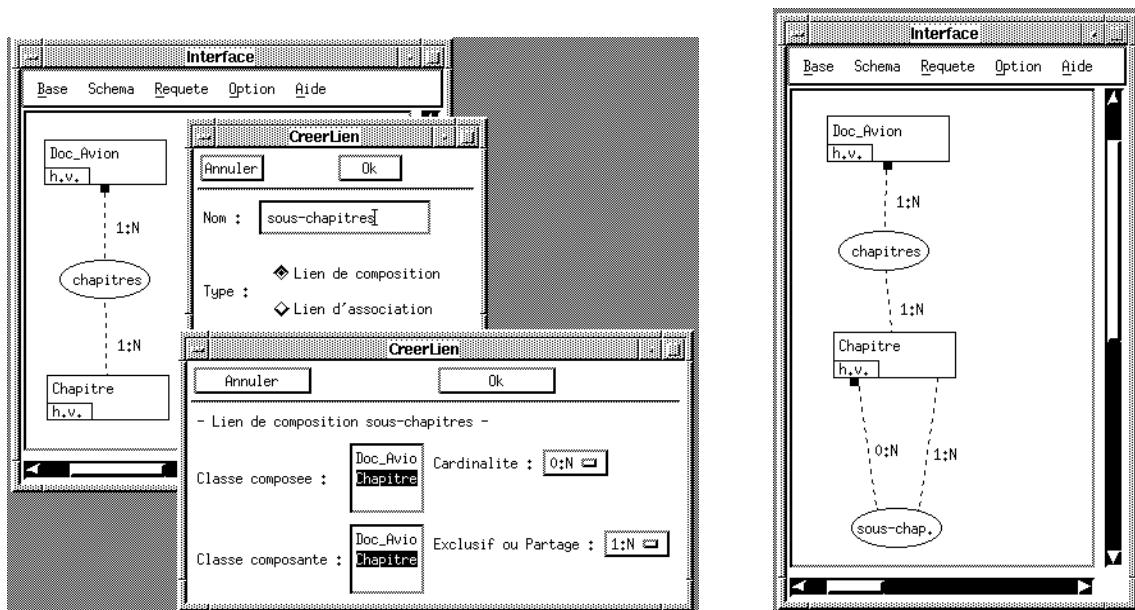 Interface
Base Schema Requete Option Aide
Doc_Avion
h.v.
1:N
chapitres
1:N
Chapitre
h.v.
CreerLien
Annuler Ok
Nom : sous-chapitres
Type :
Lien de composition
Lien d'association
CreerLien
Annuler Ok
- Lien de composition sous-chapitres -
Classe composee :
Doc_Avio
Chapitre
Cardinalite : 0:N
Classe composante :
Doc_Avio
Chapitre
Exclusif ou Partage : 1:N
Interface
Base Schema Requete Option Aide
Doc_Avion
h.v.
1:N
chapitres
1:N
Chapitre
h.v.
0:N 1:N
sous-chap.